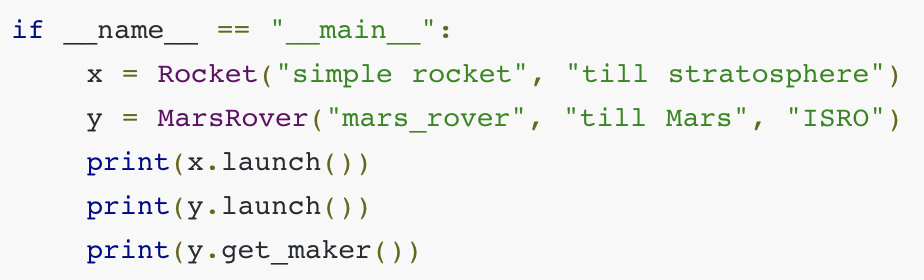 if __name__ == "__main__":
    x = Rocket("simple rocket", "till stratosphere")
    y = MarsRover("mars_rover", "till Mars", "ISRO")
    print(x.launch())
    print(y.launch())
    print(y.get_maker())